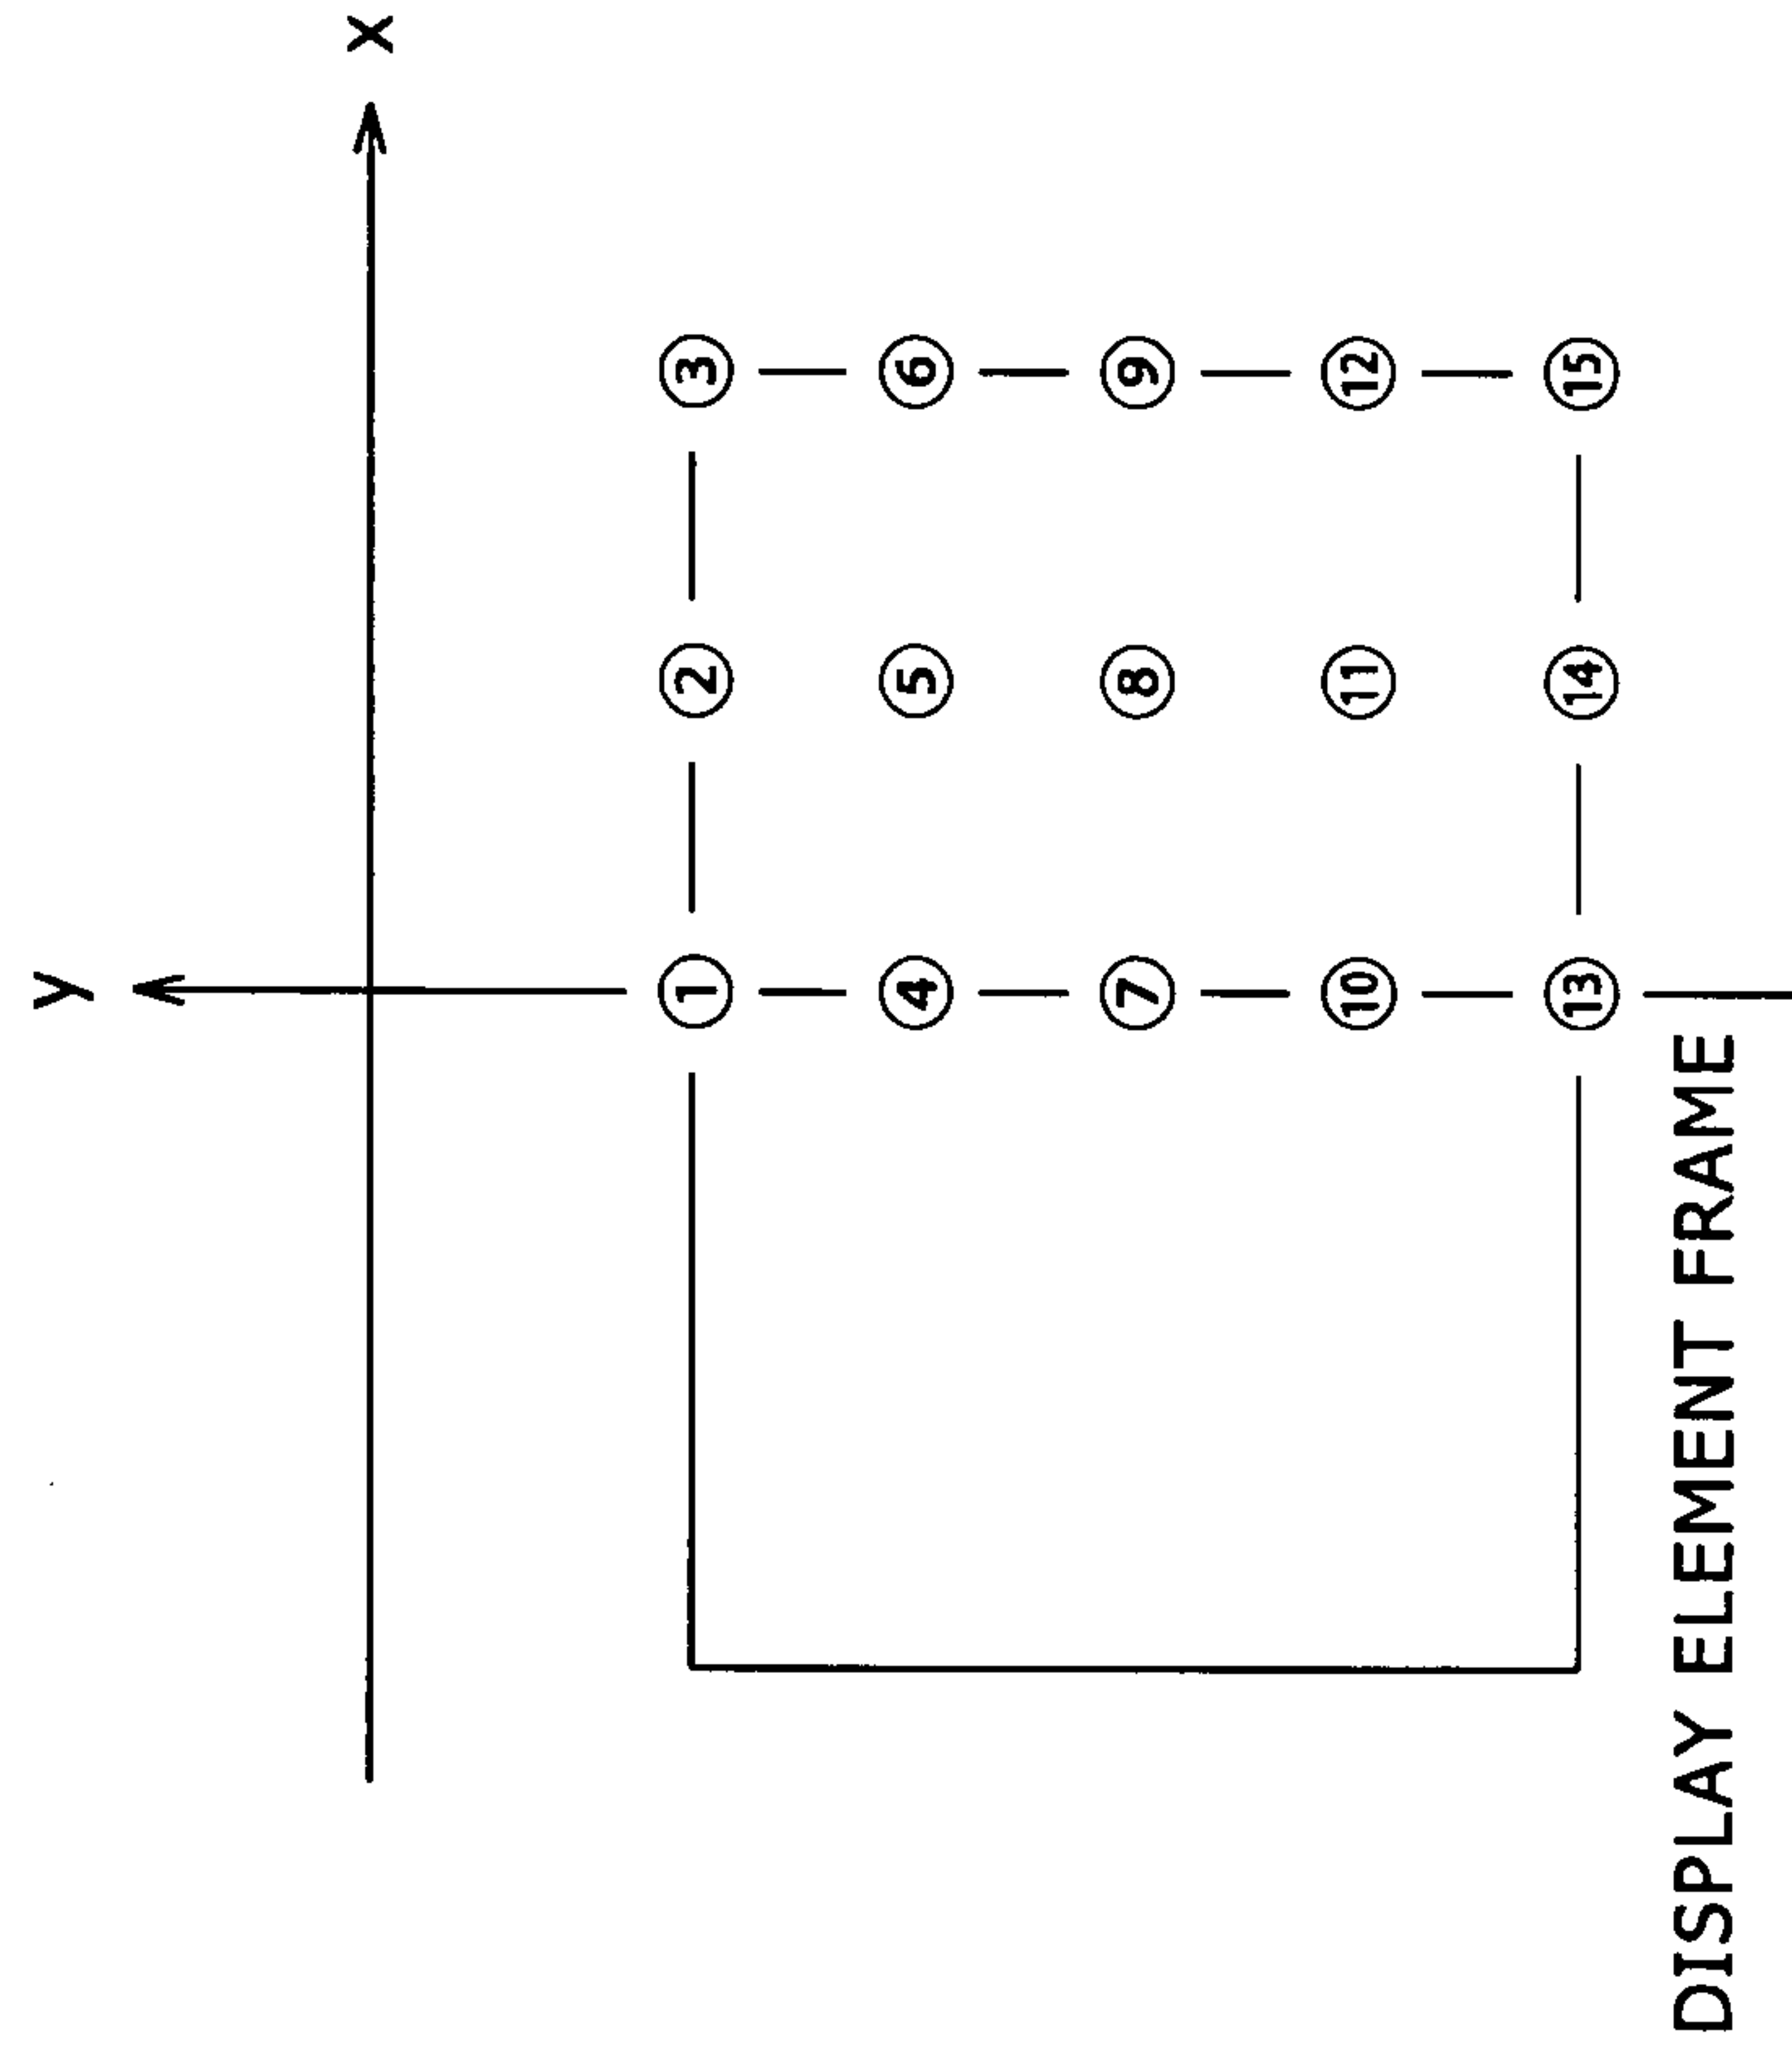 y
x
① ② ③
④ ⑤ ⑥
⑦ ⑧ ⑨
⑩ ⑪ ⑫
⑬ ⑭ ⑮
DISPLAY ELEMENT FRAME